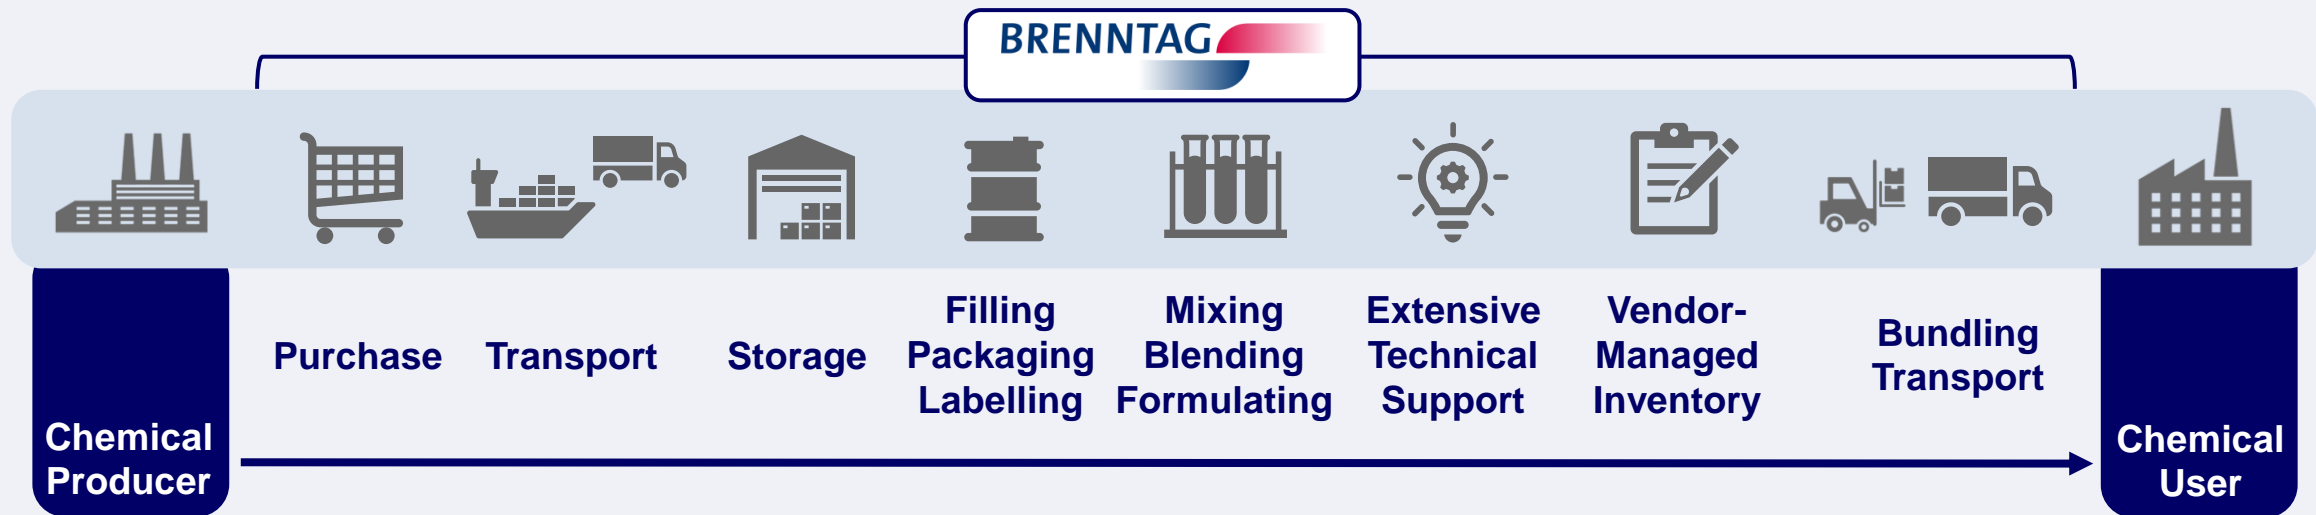 BRENNTAG
Chemical
Producer
Purchase
Transport
Storage
Filling
Packaging
Labelling
Mixing
Blending
Formulating
Extensive
Technical
Support
Vendor-
Managed
Inventory
Bundling
Transport
Chemical
User